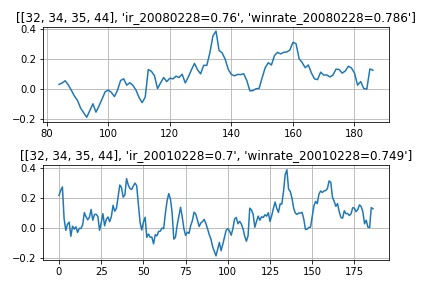 [[32, 34, 35, 44], 'ir_20080228=0.76', 'winrate_20080228=0.786']
0.4
0.2
0.0
−0.2
80 100 120 140 160 180
[[32, 34, 35, 44], 'ir_20010228=0.7', 'winrate_20010228=0.749']
0.4
0.2
0.0
−0.2
0 25 50 75 100 125 150 175